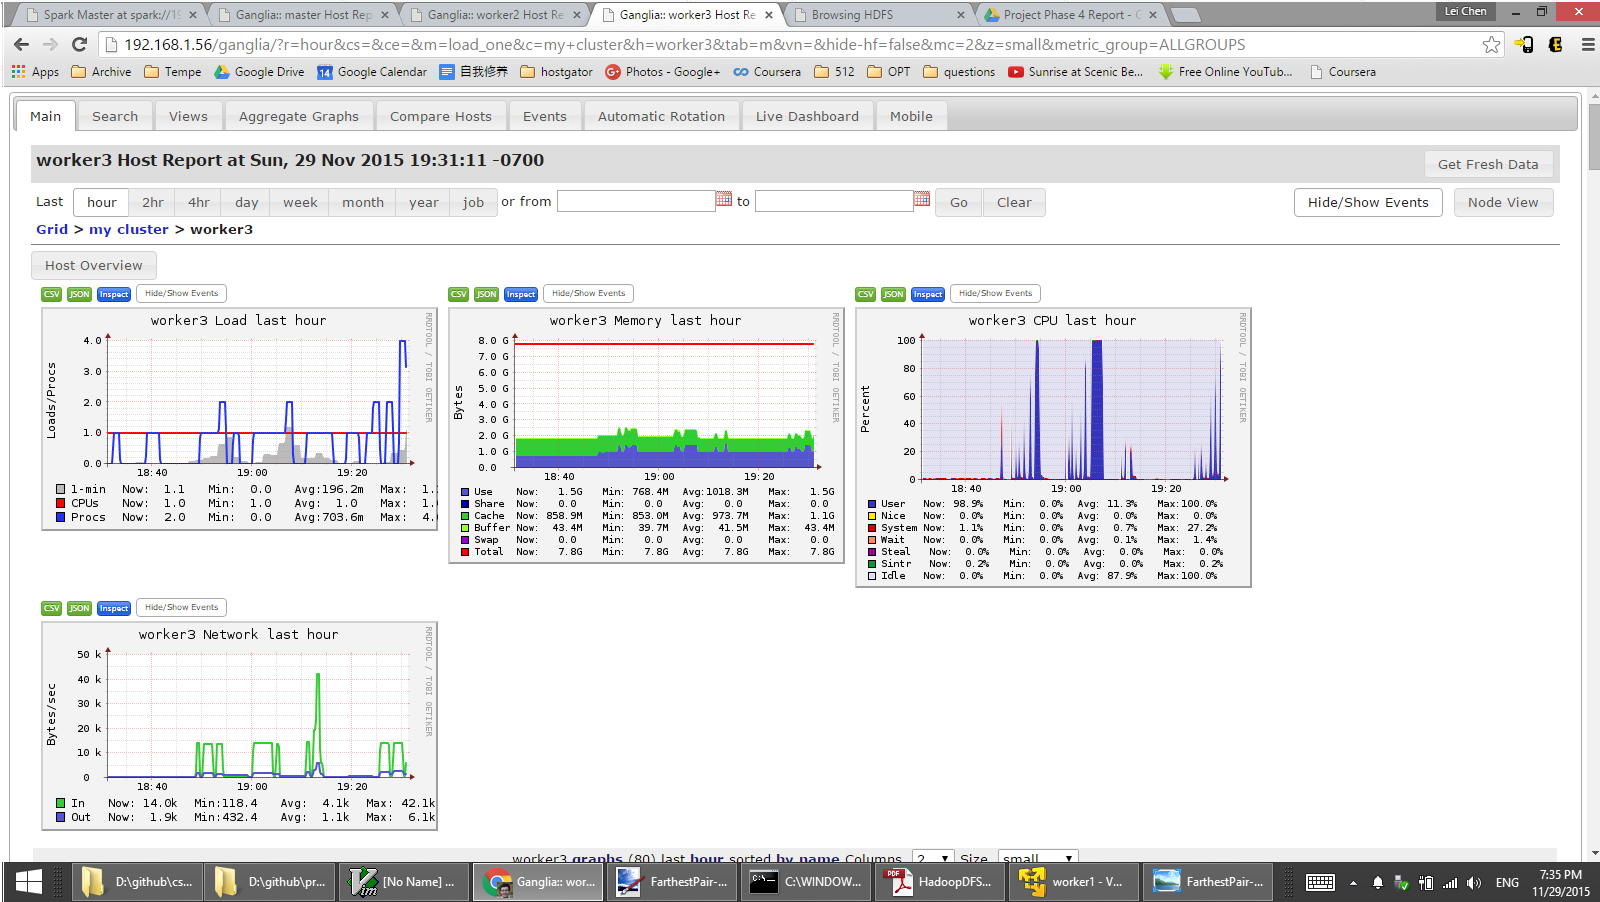 Lei Chen
Spark Master at spark://19
Ganglia:: master Host Rep
Ganglia:: worker2 Host Re
Ganglia:: worker3 Host Re
Browsing HDFS
Project Phase 4 Report - G
192.168.1.56/ganglia/?r=hour&cs=&ce=&m=load_one&c=my+cluster&h=worker3&tab=m&vn=&hide-hf=false&mc=2&z=small&metric_group=ALLGROUPS
Apps Archive Tempe Google Drive 14 Google Calendar 自我修养 hostgator Photos - Google+ Coursera 512 OPT questions Sunrise at Scenic Be... Free Online YouTub... Coursera
Main Search Views Aggregate Graphs Compare Hosts Events Automatic Rotation Live Dashboard Mobile
worker3 Host Report at Sun, 29 Nov 2015 19:31:11 -0700
Get Fresh Data
Last hour 2hr 4hr day week month year job or from to Go Clear
Hide/Show Events Node View
Grid > my cluster > worker3
Host Overview
CSV JSON Inspect Hide/Show Events
worker3 Load last hour
RRDTOOL / TOBI OETIKER
Loads/Procs
4.0
3.0
2.0
1.0
0.0
18:40 19:00 19:20
1-min Now: 1.1 Min: 0.0 Avg:196.2m Max: 1.
CPUs Now: 1.0 Min: 1.0 Avg: 1.0 Max: 1.
Procs Now: 2.0 Min: 0.0 Avg:703.6m Max: 4.
CSV JSON Inspect Hide/Show Events
worker3 Memory last hour
RRDTOOL / TOBI OETIKER
Bytes
8.0 G
7.0 G
6.0 G
5.0 G
4.0 G
3.0 G
2.0 G
1.0 G
0.0
18:40 19:00 19:20
Use Now: 1.5G Min: 768.4M Avg:1018.3M Max: 1.5G
Share Now: 0.0 Min: 0.0 Avg: 0.0 Max: 0.0
Cache Now: 858.9M Min: 853.0M Avg: 973.7M Max: 1.1G
Buffer Now: 43.4M Min: 39.7M Avg: 41.5M Max: 43.4M
Swap Now: 0.0 Min: 0.0 Avg: 0.0 Max: 0.0
Total Now: 7.8G Min: 7.8G Avg: 7.8G Max: 7.8G
CSV JSON Inspect Hide/Show Events
worker3 CPU last hour
RRDTOOL / TOBI OETIKER
Percent
100
80
60
40
20
0
18:40 19:00 19:20
User Now: 98.9% Min: 0.0% Avg: 11.3% Max:100.0%
Nice Now: 0.0% Min: 0.0% Avg: 0.0% Max: 0.0%
System Now: 1.1% Min: 0.0% Avg: 0.7% Max: 27.2%
Wait Now: 0.0% Min: 0.0% Avg: 0.1% Max: 1.4%
Steal Now: 0.0% Min: 0.0% Avg: 0.0% Max: 0.0%
Sintr Now: 0.2% Min: 0.0% Avg: 0.0% Max: 0.2%
Idle Now: 0.0% Min: 0.0% Avg: 87.9% Max:100.0%
CSV JSON Inspect Hide/Show Events
worker3 Network last hour
RRDTOOL / TOBI OETIKER
Bytes/sec
50 k
40 k
30 k
20 k
10 k
0
18:40 19:00 19:20
In Now: 14.0k Min:118.4 Avg: 4.1k Max: 42.1k
Out Now: 1.9k Min:432.4 Avg: 1.1k Max: 6.1k
worker3 graphs (80) last hour sorted by name Columns 2 Size small
D:\github\cs... D:\github\pr... [No Name] ... Ganglia:: wor... FarthestPair-... C:\WINDOW... HadoopDFS... worker1 - V... FarthestPair-... ENG
7:35 PM
11/29/2015